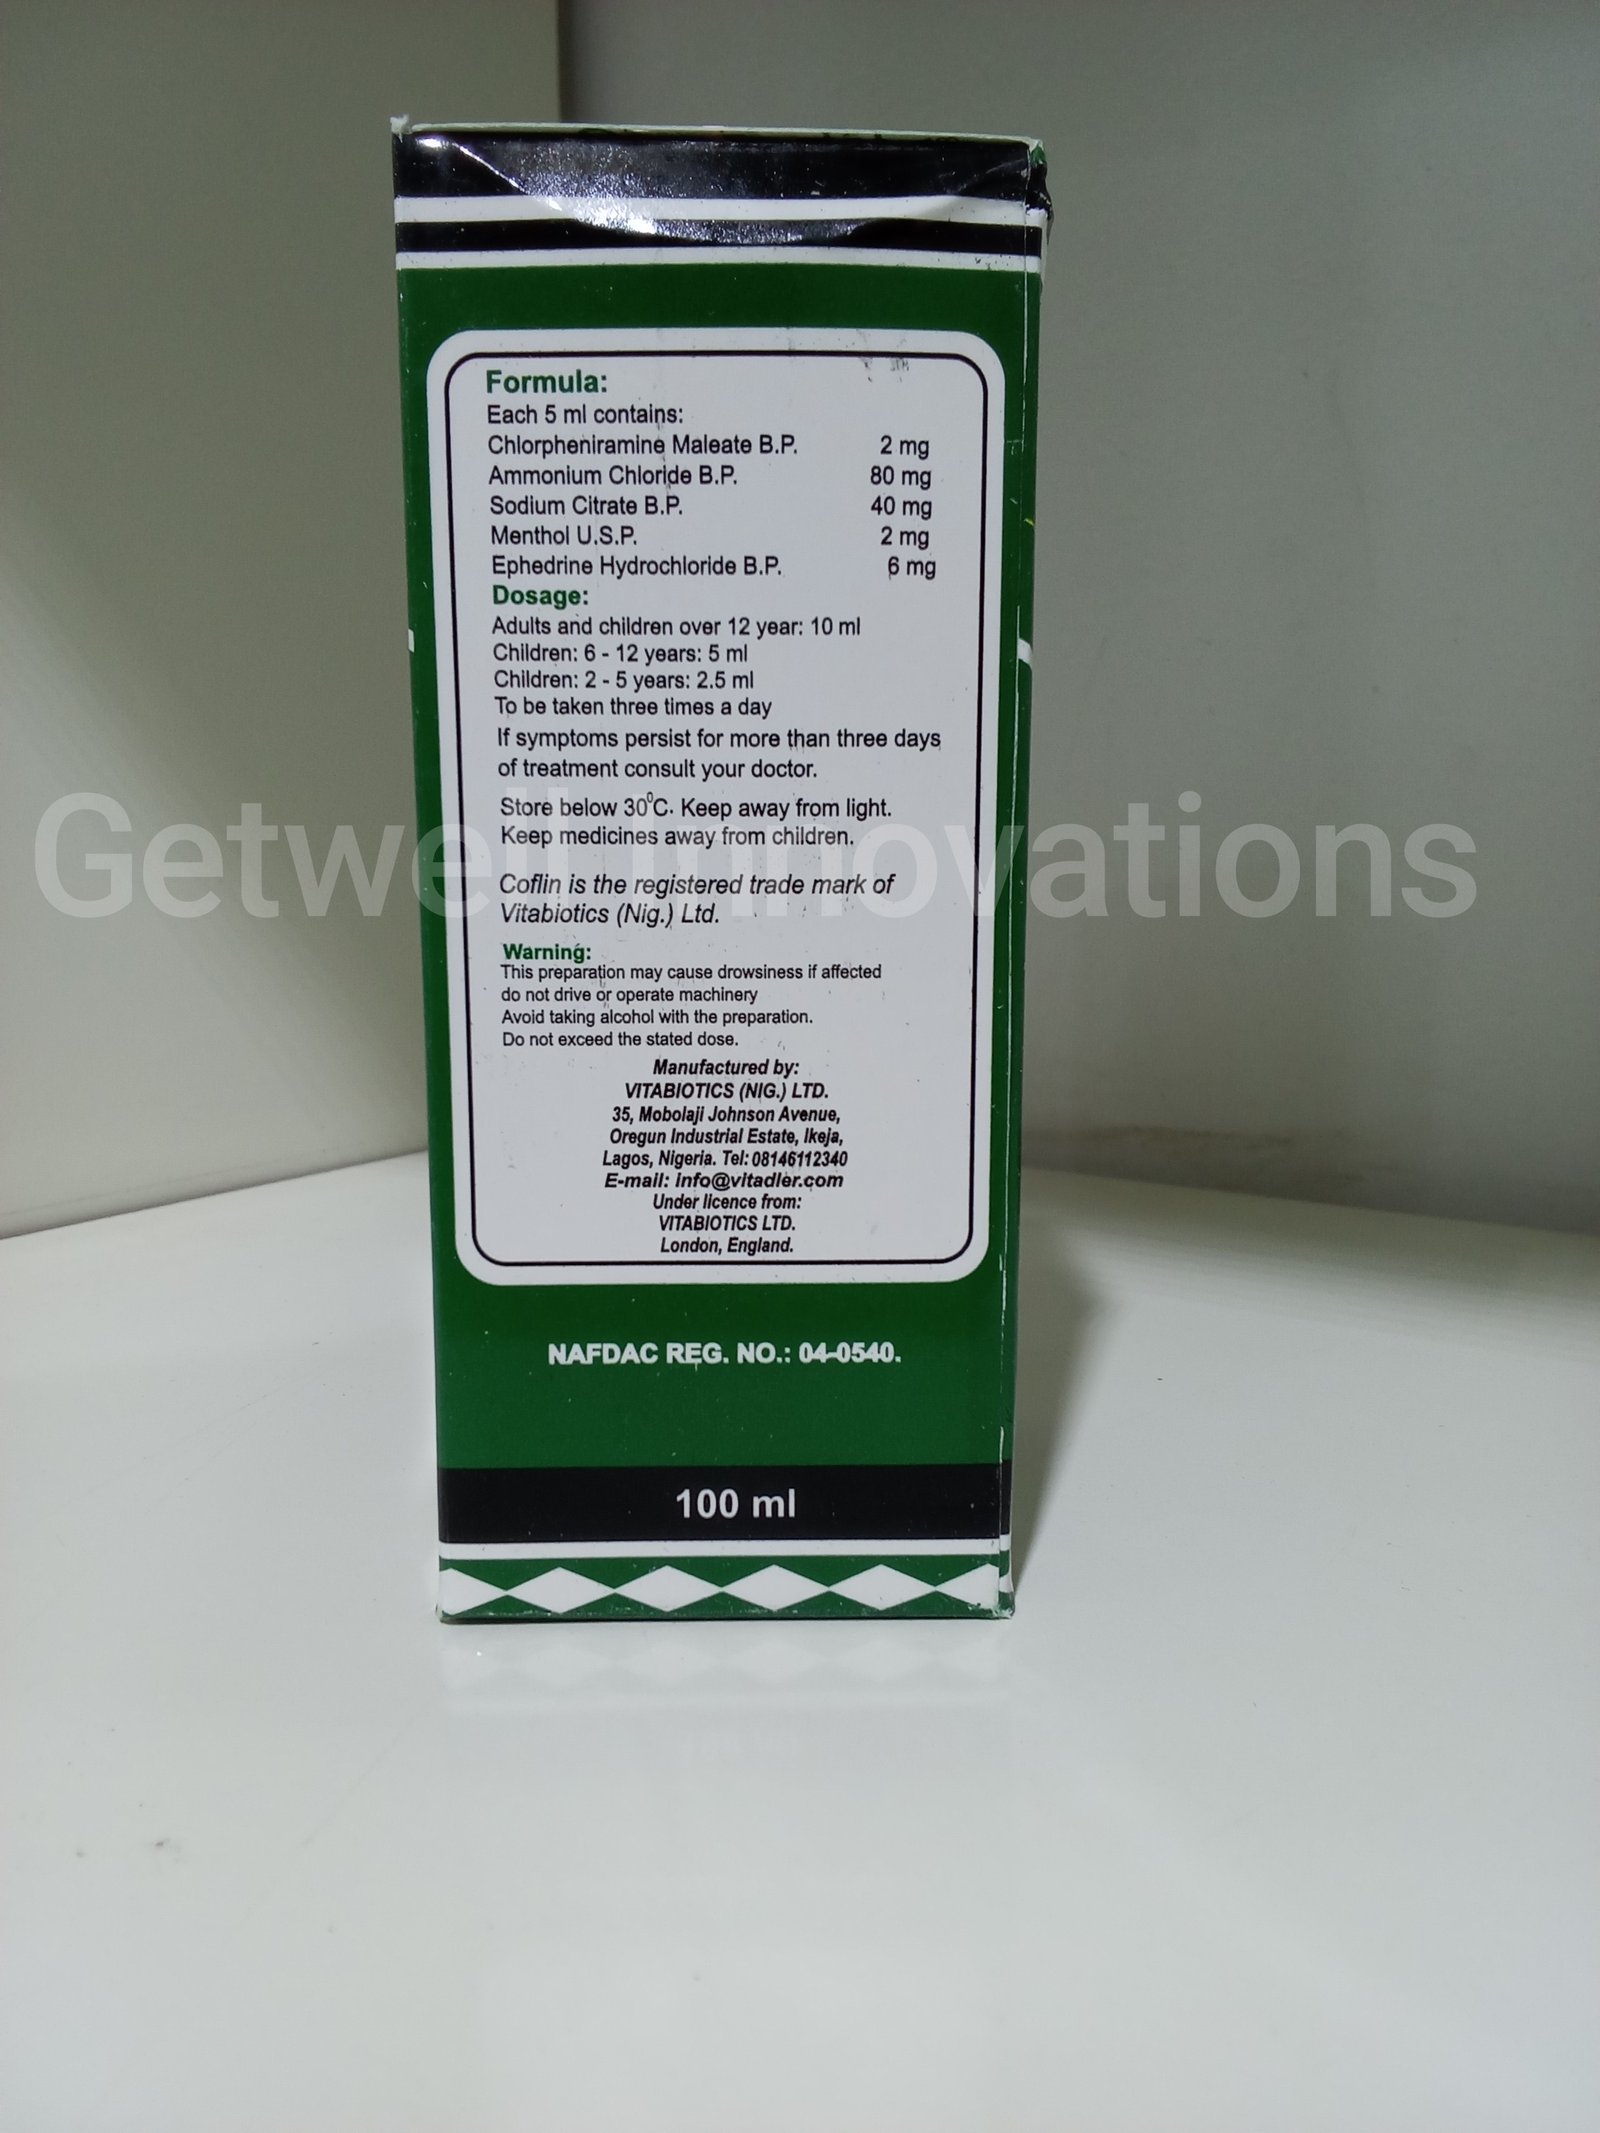 Formula:
Each 5 ml contains:
Chlorpheniramine Maleate B.P. 2 mg
Ammonium Chloride B.P. 80 mg
Sodium Citrate B.P. 40 mg
Menthol U.S.P. 2 mg
Ephedrine Hydrochloride B.P. 6 mg
Dosage:
Adults and children over 12 year: 10 ml
Children: 6 - 12 years: 5 ml
Children: 2 - 5 years: 2.5 ml
To be taken three times a day
If symptoms persist for more than three days
of treatment consult your doctor.
Store below 30⁰C. Keep away from light.
Keep medicines away from children.
Getwell Innovations
Coflin is the registered trade mark of
Vitabiotics (Nig.) Ltd.
Warning:
This preparation may cause drowsiness if affected
do not drive or operate machinery
Avoid taking alcohol with the preparation.
Do not exceed the stated dose.
Manufactured by:
VITABIOTICS (NIG.) LTD.
35, Mobolaji Johnson Avenue,
Oregun Industrial Estate, Ikeja,
Lagos, Nigeria. Tel: 08146112340
E-mail: info@vitadler.com
Under licence from:
VITABIOTICS LTD.
London, England.
NAFDAC REG. NO.: 04-0540.
100 ml